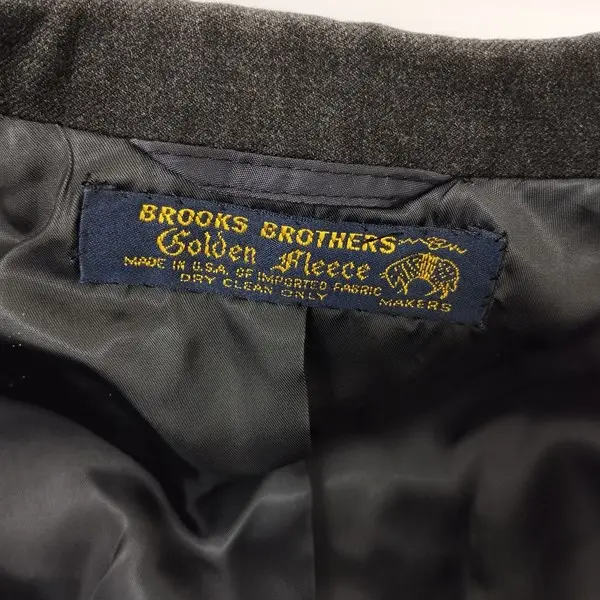 BROOKS BROTHERS
Golden Fleece
MADE IN U.S.A. OF IMPORTED FABRIC
DRY CLEAN ONLY
MAKERS